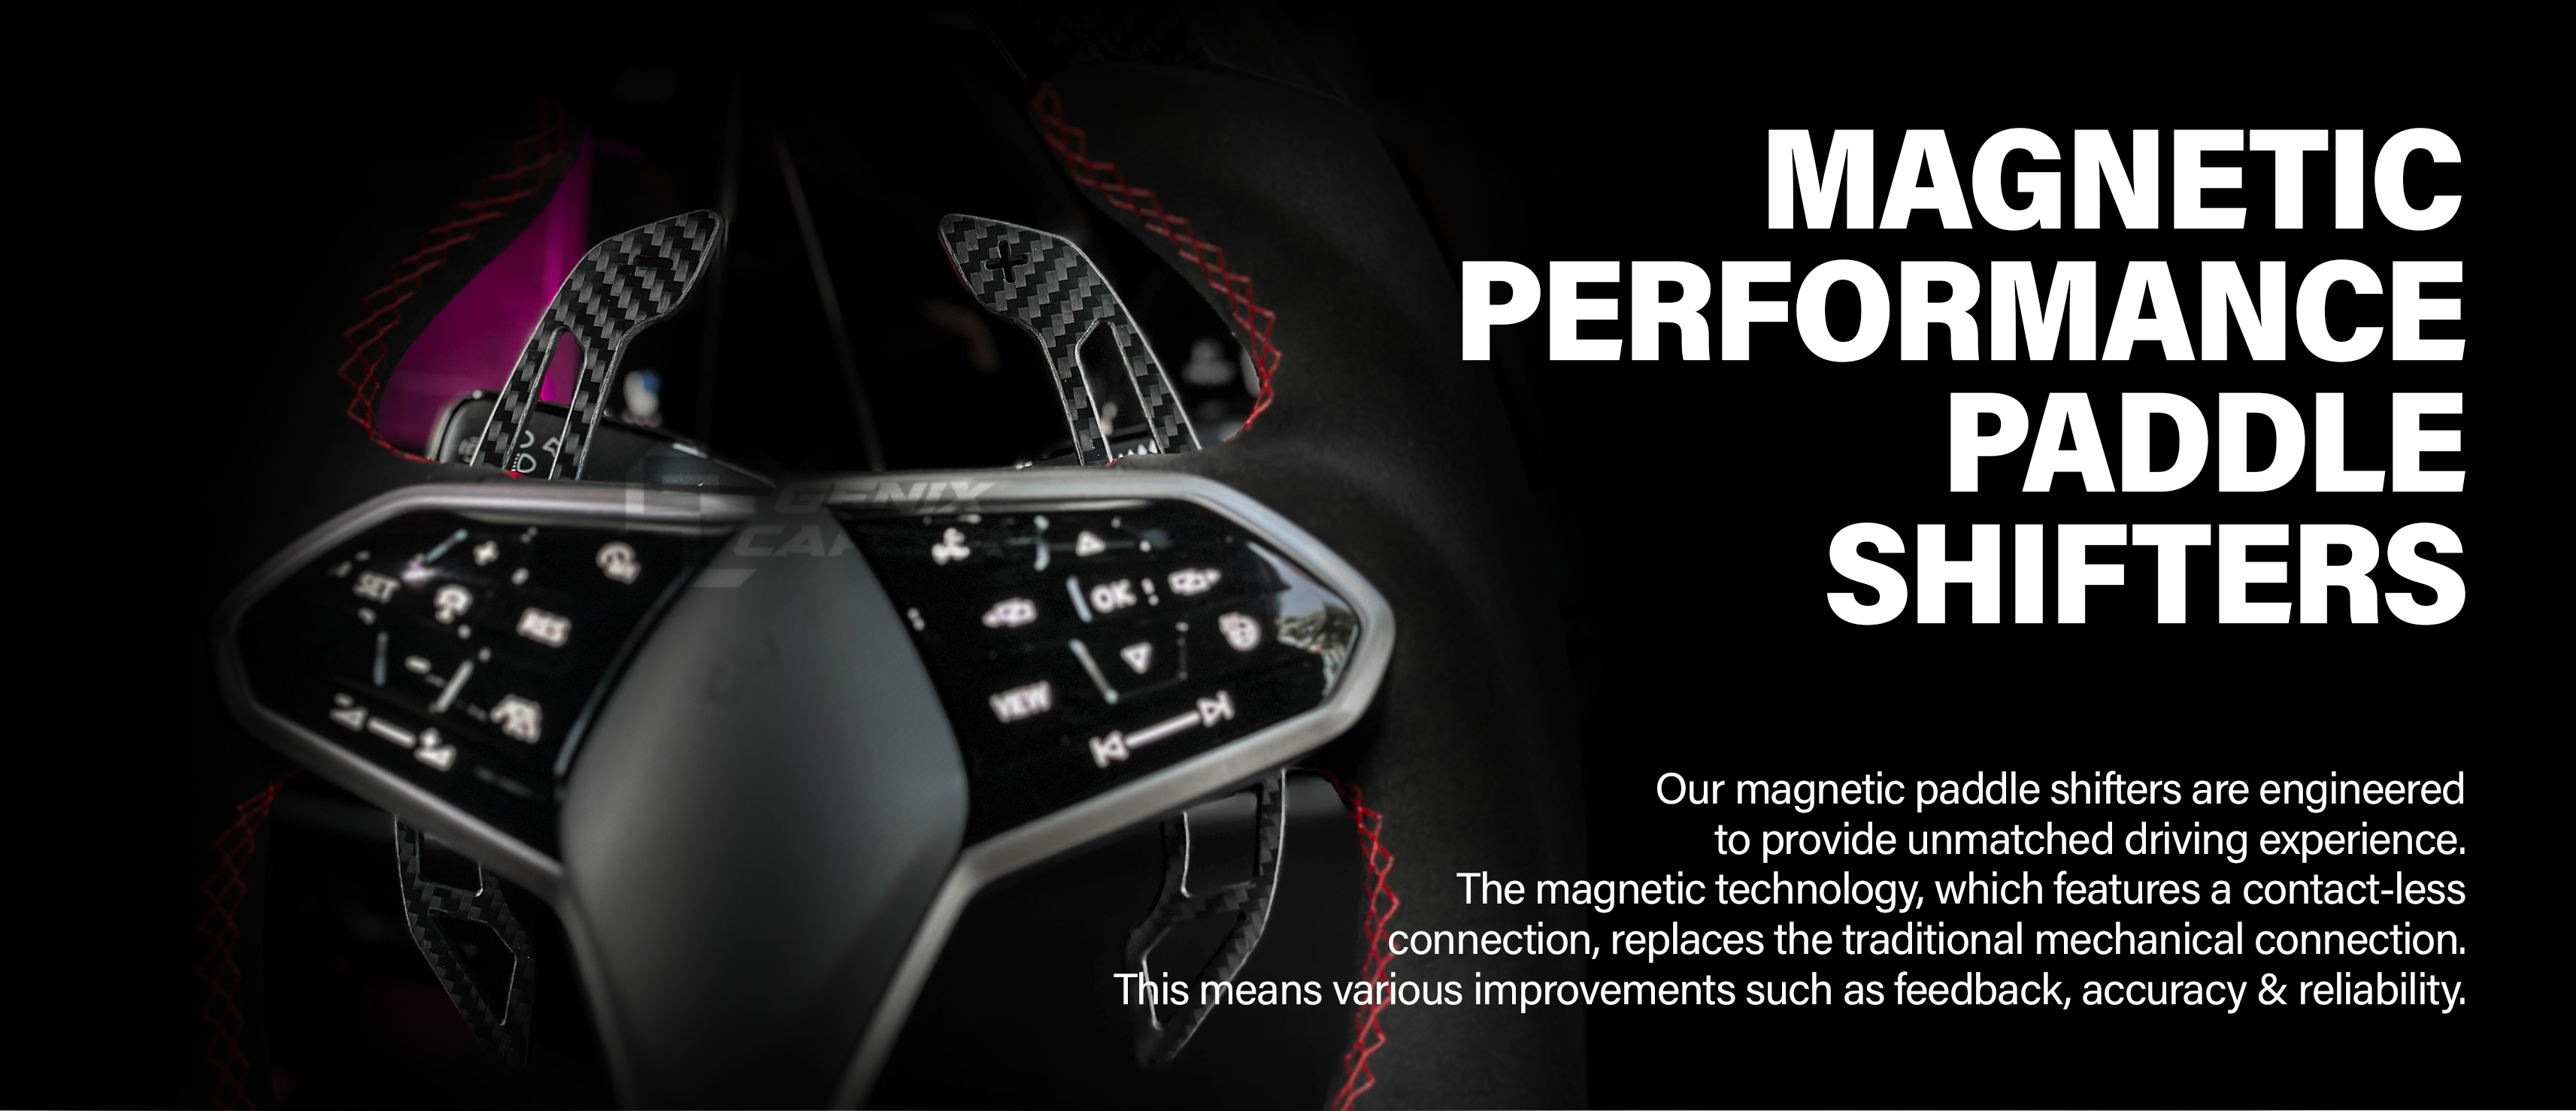 MAGNETIC
PERFORMANCE
PADDLE
SHIFTERS
Our magnetic paddle shifters are engineered
to provide unmatched driving experience.
The magnetic technology, which features a contact-less
connection, replaces the traditional mechanical connection.
This means various improvements such as feedback, accuracy & reliability.
GENIX
SET
RES
OK
VIEW